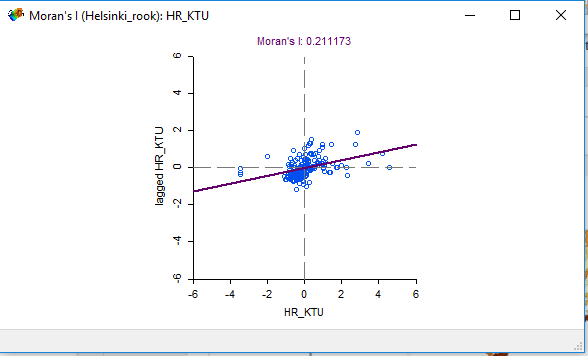 Moran's I (Helsinki_rook): HR_KTU
Moran's I: 0.211173
6
4
2
0
-2
-4
-6
lagged HR_KTU
-6 -4 -2 0 2 4 6
HR_KTU